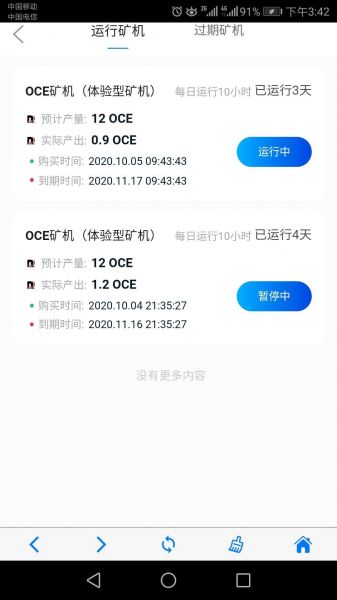 中国移动
中国电信
2G 4G 91% 下午3:42
运行矿机 过期矿机
OCE矿机（体验型矿机） 每日运行10小时 已运行3天
预计产量: 12 OCE
实际产出: 0.9 OCE
运行中
购买时间: 2020.10.05 09:43:43
到期时间: 2020.11.17 09:43:43
OCE矿机（体验型矿机） 每日运行10小时 已运行4天
预计产量: 12 OCE
实际产出: 1.2 OCE
暂停中
购买时间: 2020.10.04 21:35:27
到期时间: 2020.11.16 21:35:27
没有更多内容